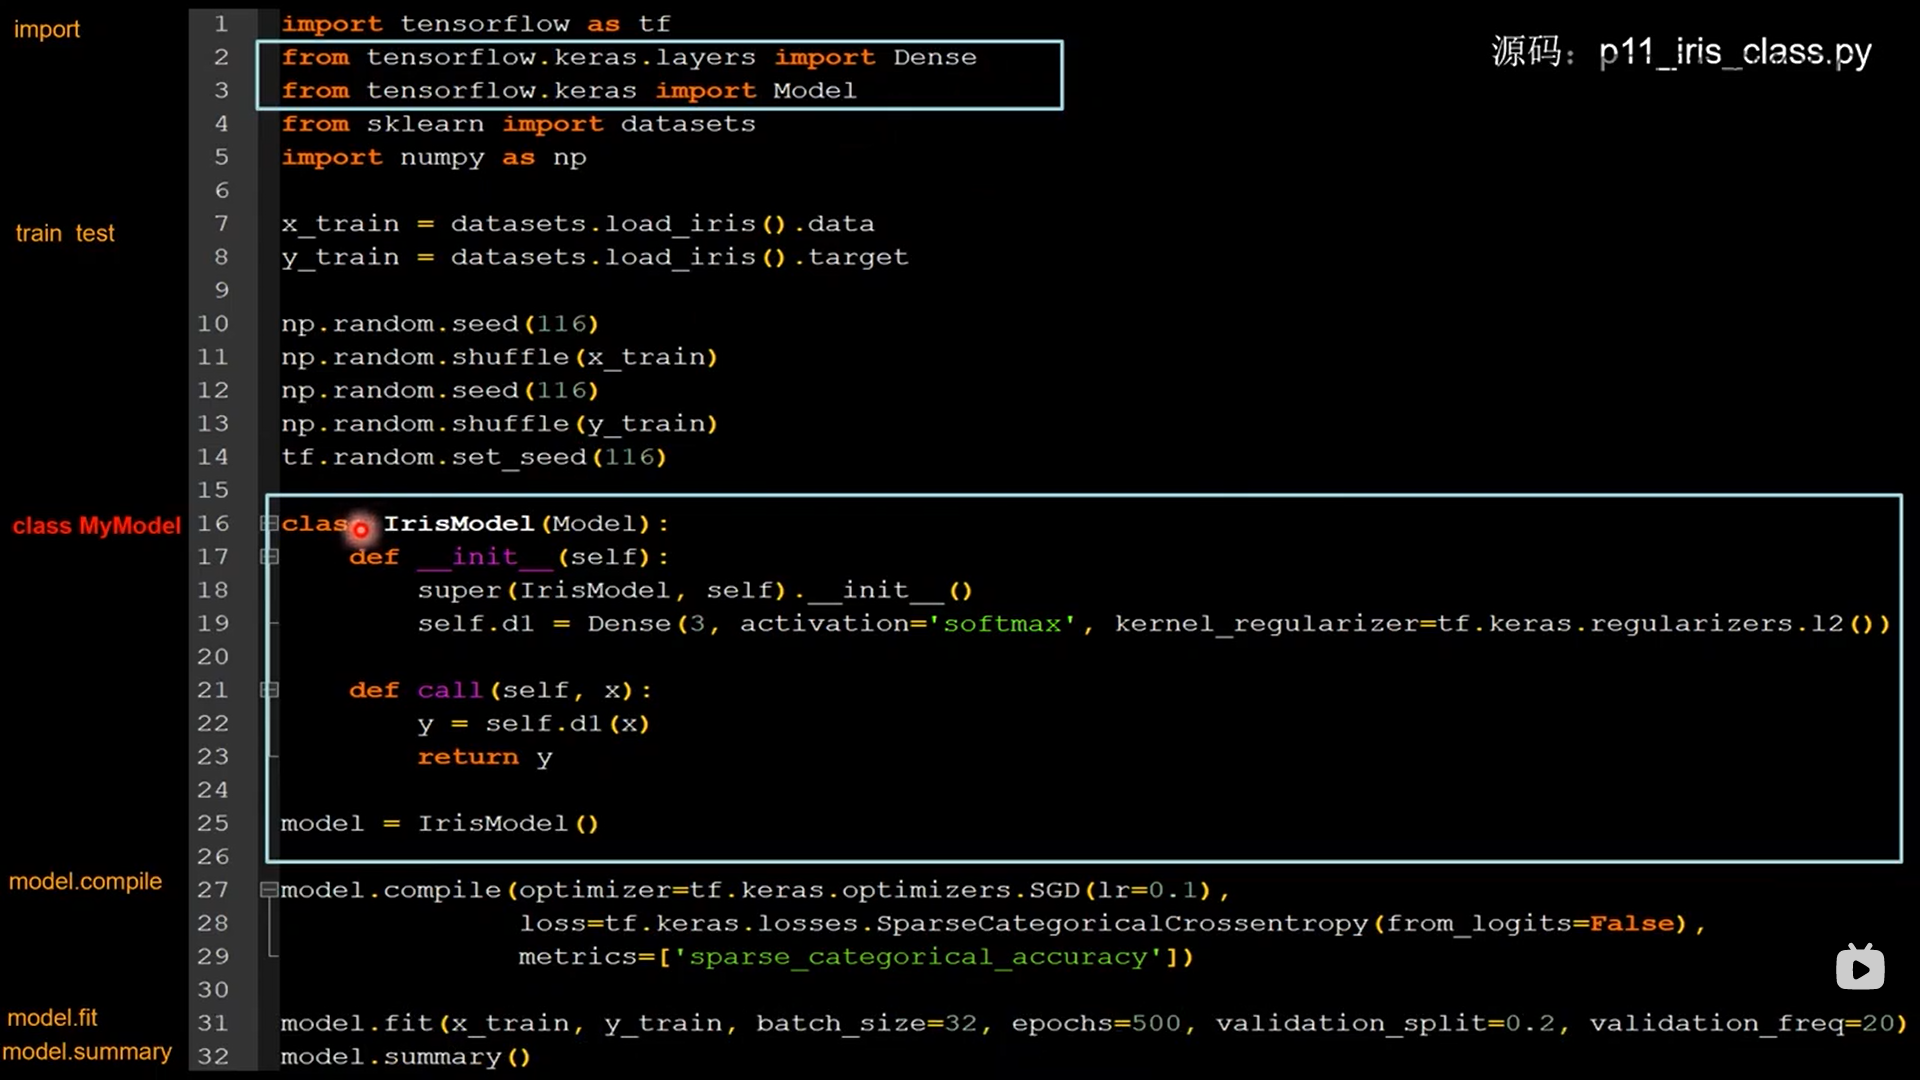 import
train test
class MyModel
model.compile
model.fit
model.summary
源码：p11_iris_class.py
1 import tensorflow as tf
2 from tensorflow.keras.layers import Dense
3 from tensorflow.keras import Model
4 from sklearn import datasets
5 import numpy as np
6
7 x_train = datasets.load_iris().data
8 y_train = datasets.load_iris().target
9
10 np.random.seed(116)
11 np.random.shuffle(x_train)
12 np.random.seed(116)
13 np.random.shuffle(y_train)
14 tf.random.set_seed(116)
15
16 class IrisModel(Model):
17     def __init__(self):
18         super(IrisModel, self).__init__()
19         self.d1 = Dense(3, activation='softmax', kernel_regularizer=tf.keras.regularizers.l2())
20
21     def call(self, x):
22         y = self.d1(x)
23         return y
24
25 model = IrisModel()
26
27 model.compile(optimizer=tf.keras.optimizers.SGD(lr=0.1),
28               loss=tf.keras.losses.SparseCategoricalCrossentropy(from_logits=False),
29               metrics=['sparse_categorical_accuracy'])
30
31 model.fit(x_train, y_train, batch_size=32, epochs=500, validation_split=0.2, validation_freq=20)
32 model.summary()